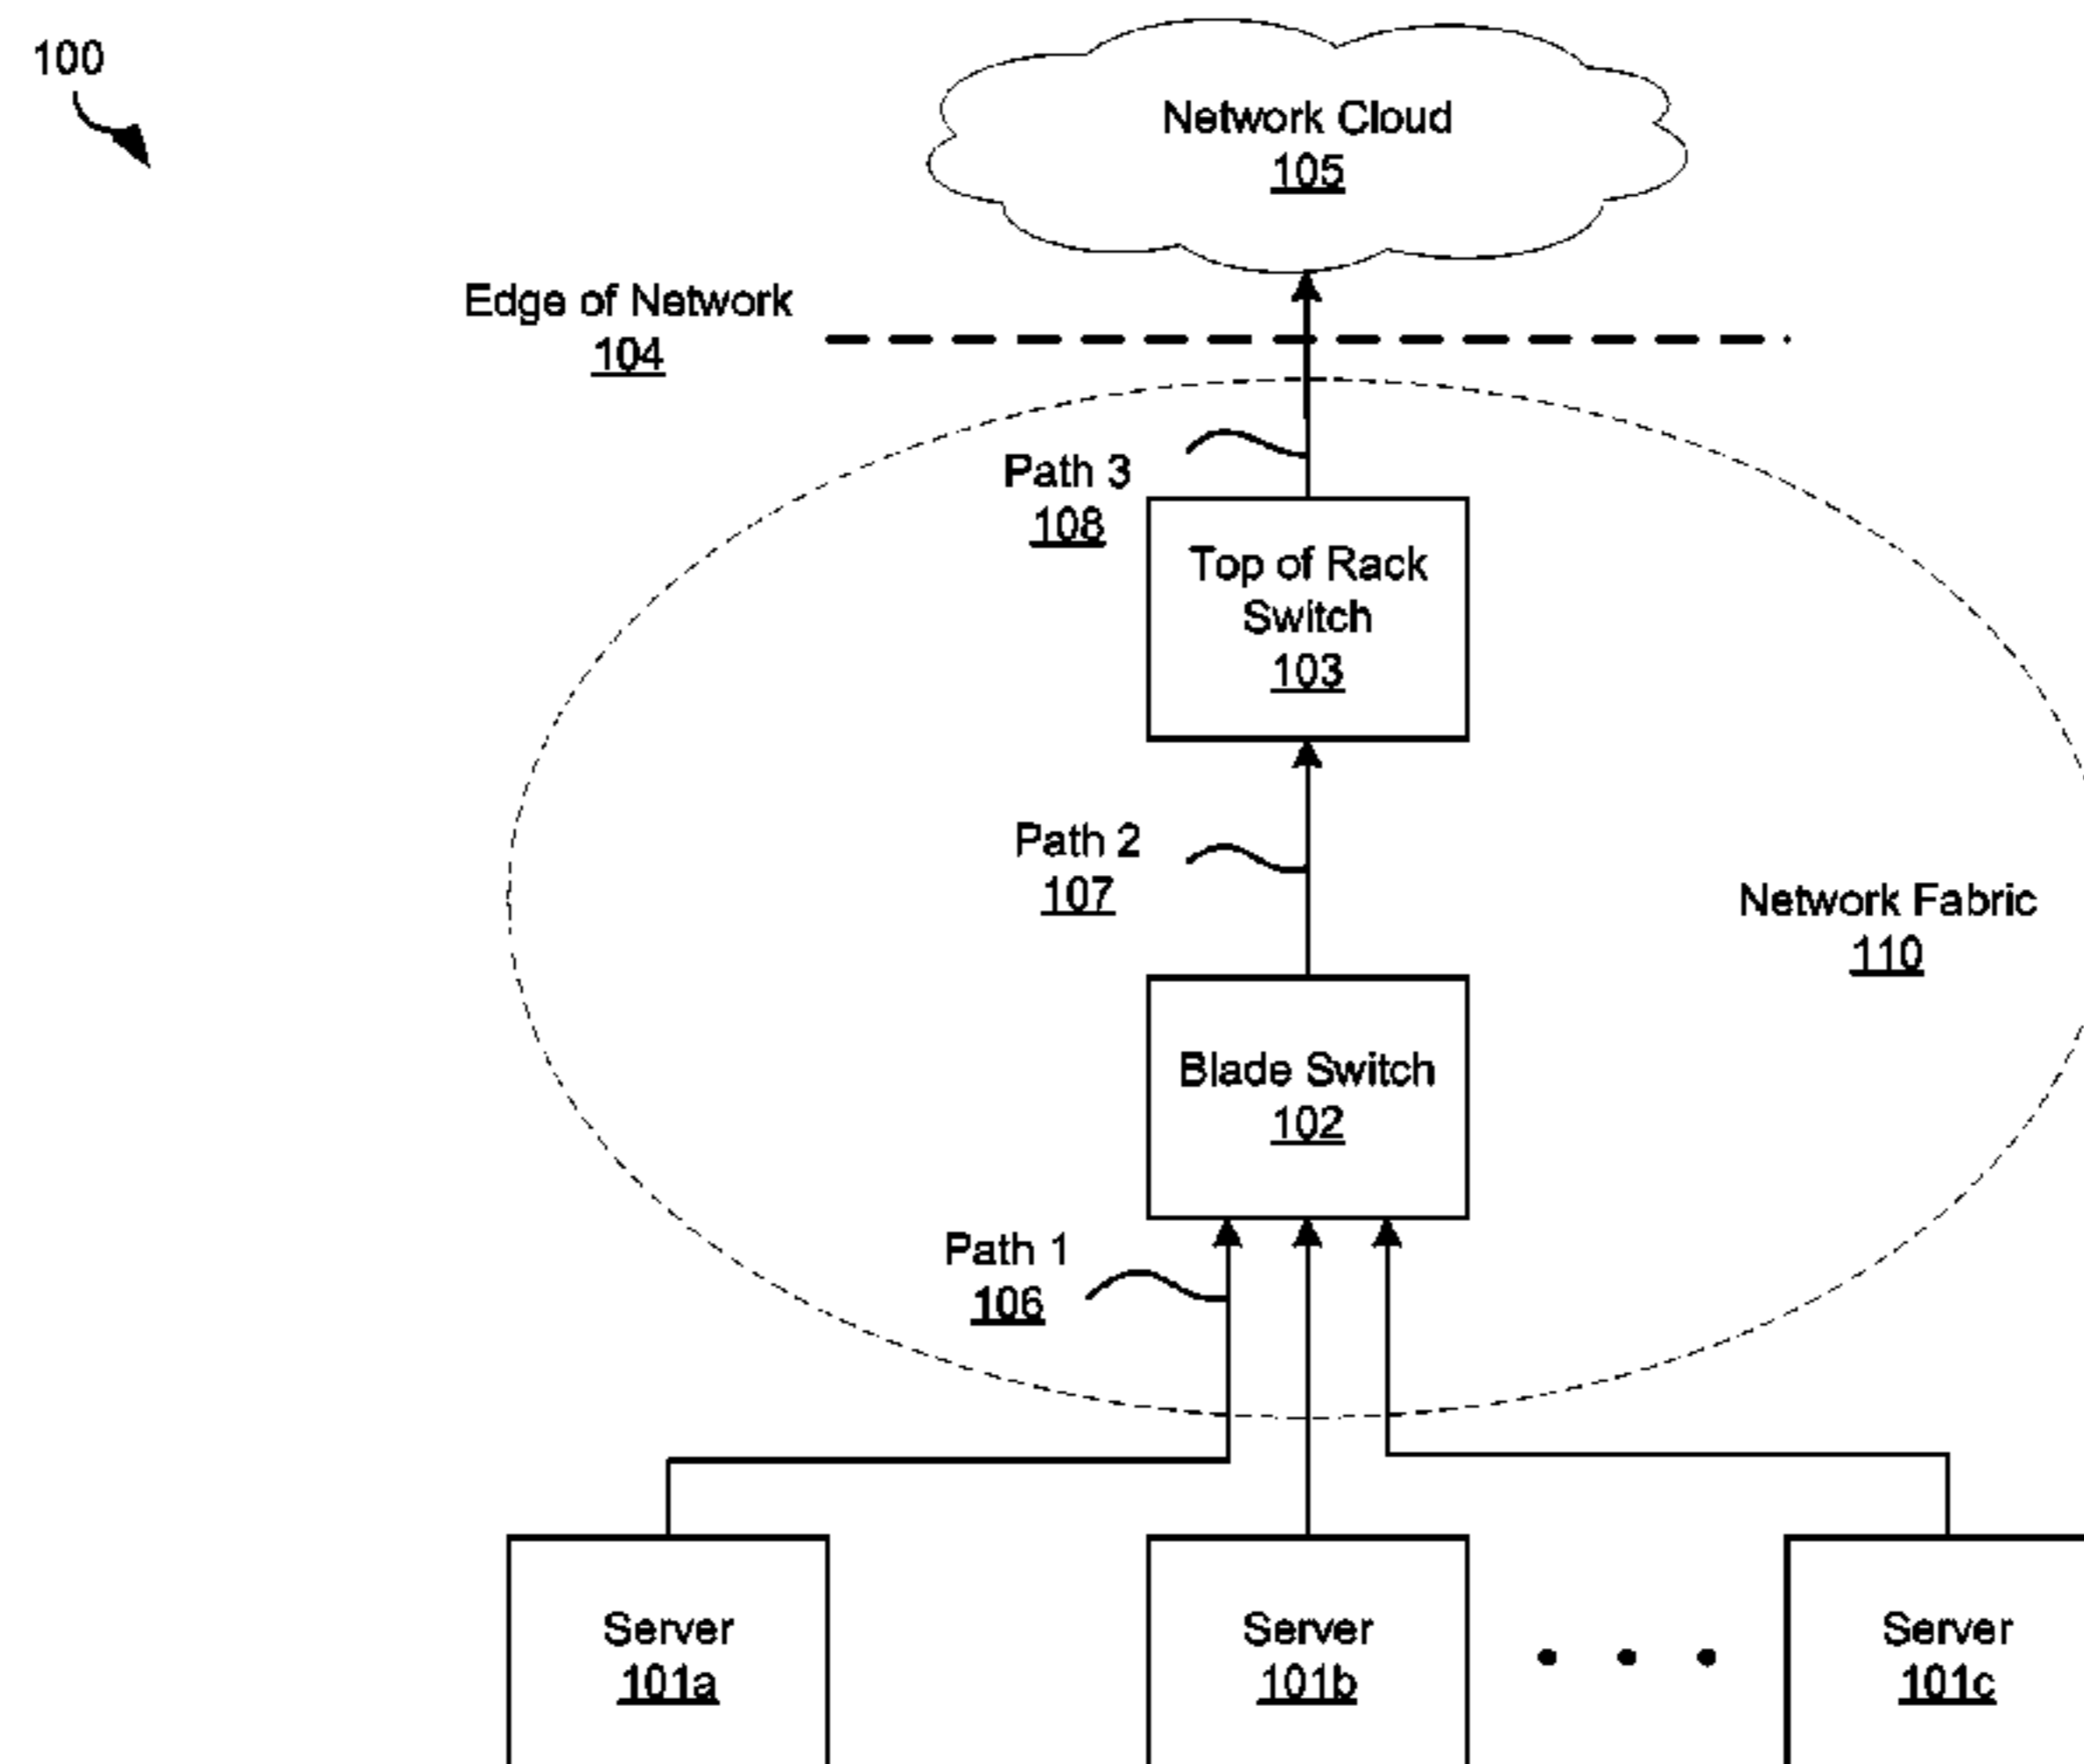 100
Network Cloud
105
Edge of Network
104
Path 3
108
Top of Rack
Switch
103
Path 2
107
Network Fabric
110
Blade Switch
102
Path 1
106
Server
101a
Server
101b
Server
101c